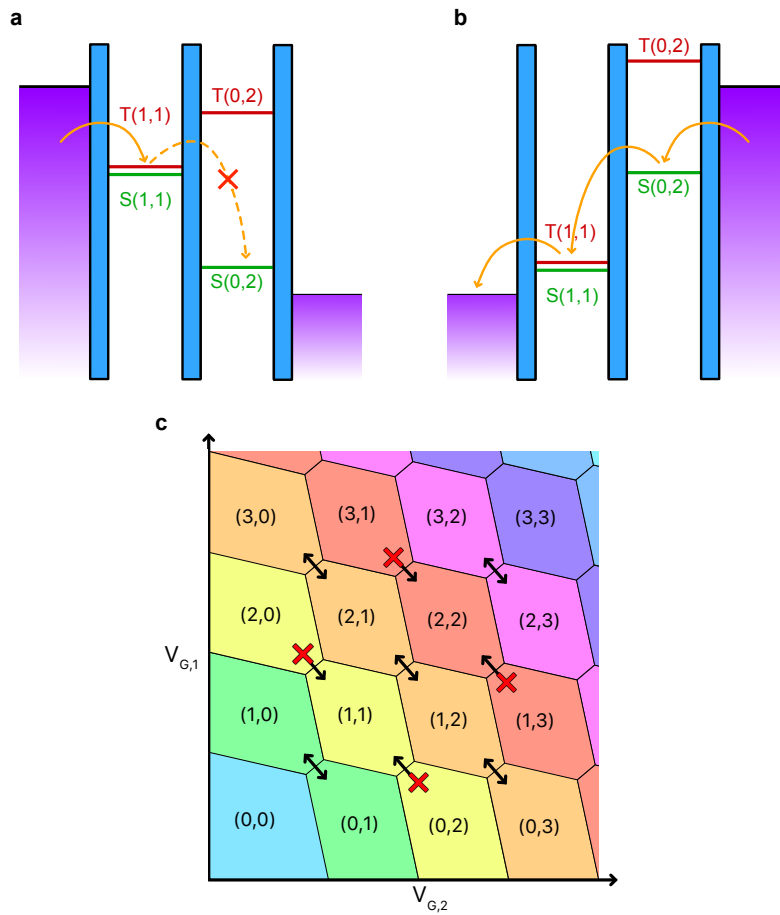 a
T(1,1)
T(0,2)
S(1,1)
S(0,2)
b
T(0,2)
S(0,2)
T(1,1)
S(1,1)
c
(3,0)
(3,1)
(3,2)
(3,3)
(2,0)
(2,1)
(2,2)
(2,3)
V_G,1
(1,0)
(1,1)
(1,2)
(1,3)
(0,0)
(0,1)
(0,2)
(0,3)
V_G,2